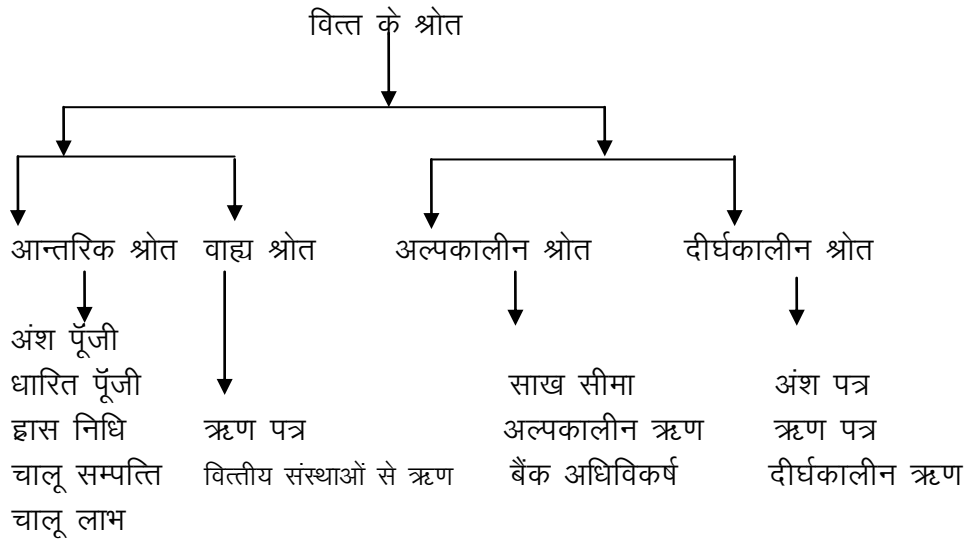 वित्त के श्रोत
आन्तरिक श्रोत वाह्य श्रोत अल्पकालीन श्रोत दीर्घकालीन श्रोत
अंश पूॅंजी
धारित पूॅंजी
ह्रास निधि
चालू सम्पत्ति
चालू लाभ
ऋण पत्र
वित्तीय संस्थाओं से ऋण
साख सीमा
अल्पकालीन ऋण
बैंक अधिविकर्ष
अंश पत्र
ऋण पत्र
दीर्घकालीन ऋण